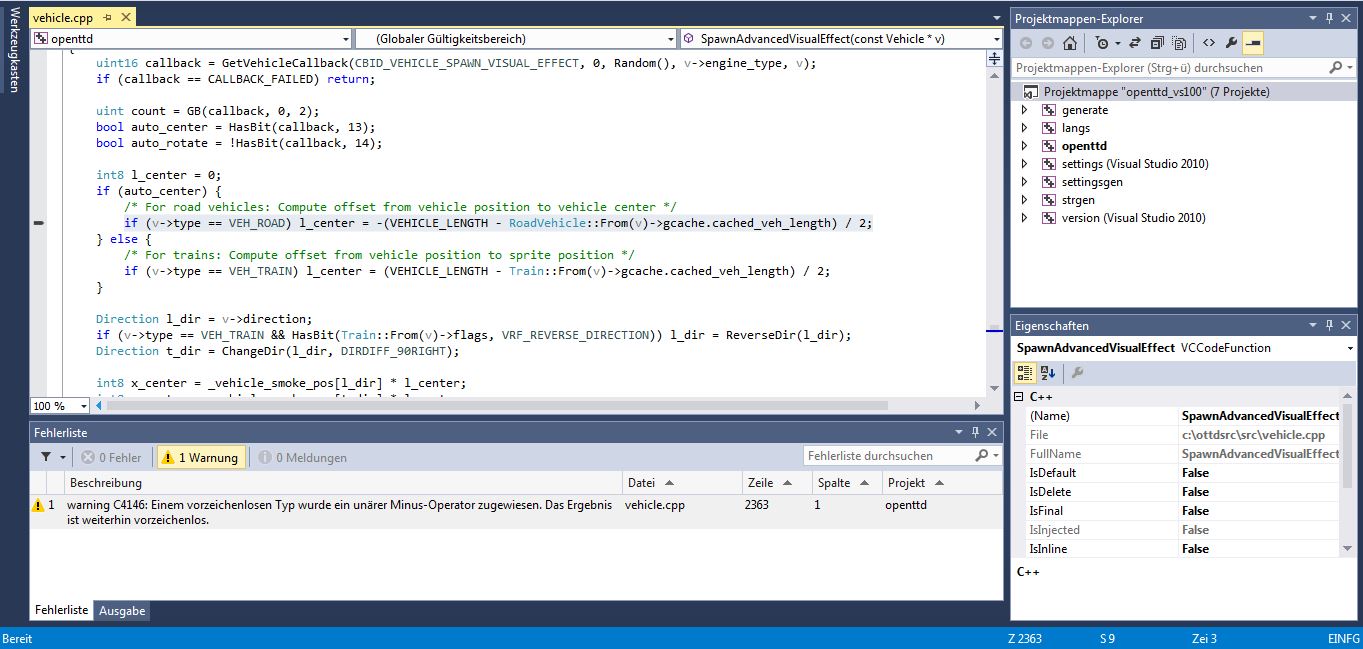 Werkzeugkasten
vehicle.cpp
openttd
(Globaler Gültigkeitsbereich)
SpawnAdvancedVisualEffect(const Vehicle * v)
uint16 callback = GetVehicleCallback(CBID_VEHICLE_SPAWN_VISUAL_EFFECT, 0, Random(), v->engine_type, v);
if (callback == CALLBACK_FAILED) return;
uint count = GB(callback, 0, 2);
bool auto_center = HasBit(callback, 13);
bool auto_rotate = !HasBit(callback, 14);
int8 l_center = 0;
if (auto_center) {
/* For road vehicles: Compute offset from vehicle position to vehicle center */
if (v->type == VEH_ROAD) l_center = -(VEHICLE_LENGTH - RoadVehicle::From(v)->gcache.cached_veh_length) / 2;
} else {
/* For trains: Compute offset from vehicle position to sprite position */
if (v->type == VEH_TRAIN) l_center = (VEHICLE_LENGTH - Train::From(v)->gcache.cached_veh_length) / 2;
}
Direction l_dir = v->direction;
if (v->type == VEH_TRAIN && HasBit(Train::From(v)->flags, VRF_REVERSE_DIRECTION)) l_dir = ReverseDir(l_dir);
Direction t_dir = ChangeDir(l_dir, DIRDIFF_90RIGHT);
int8 x_center = _vehicle_smoke_pos[l_dir] * l_center;
100 %
Fehlerliste
0 Fehler
1 Warnung
0 Meldungen
Fehlerliste durchsuchen
Beschreibung
Datei
Zeile
Spalte
Projekt
1
warning C4146: Einem vorzeichenlosen Typ wurde ein unärer Minus-Operator zugewiesen. Das Ergebnis
ist weiterhin vorzeichenlos.
vehicle.cpp
2363
1
openttd
Fehlerliste
Ausgabe
Projektmappen-Explorer
Projektmappen-Explorer (Strg+ü) durchsuchen
Projektmappe "openttd_vs100" (7 Projekte)
generate
langs
openttd
settings (Visual Studio 2010)
settingsgen
strgen
version (Visual Studio 2010)
Eigenschaften
SpawnAdvancedVisualEffect VCCodeFunction
C++
(Name) SpawnAdvancedVisualEffect
File c:\ottdsrc\src\vehicle.cpp
FullName SpawnAdvancedVisualEffect
IsDefault False
IsDelete False
IsFinal False
IsInjected False
IsInline False
C++
Bereit
Z 2363
S 9
Zei 3
EINFG